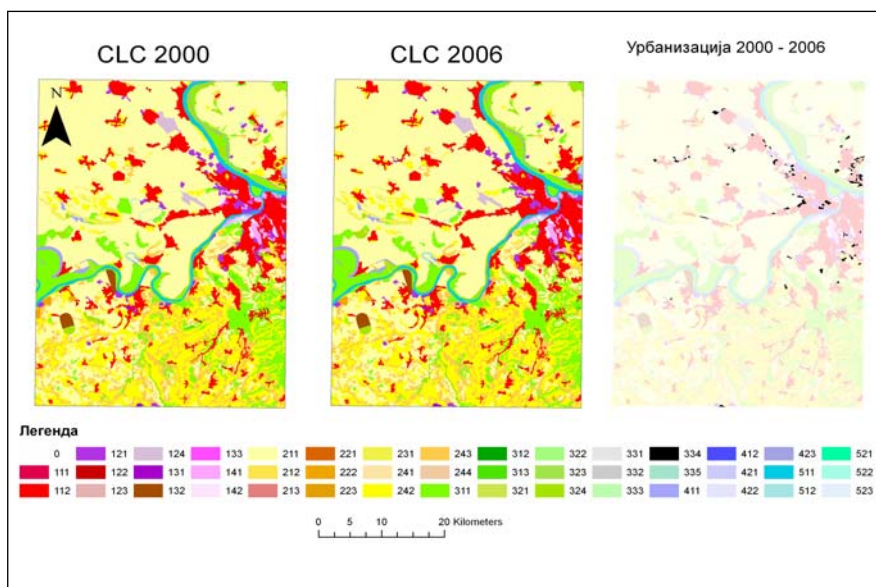 CLC 2000
CLC 2006
Урбанизација 2000 - 2006
N
Легенда
0 121 124 133 211 221 231 243 312 322 331 334 412 423 521
111 122 131 141 212 222 241 244 313 323 332 335 421 511 522
112 123 132 142 213 223 242 311 321 324 333 411 422 512 523
0 5 10 20 Kilometers